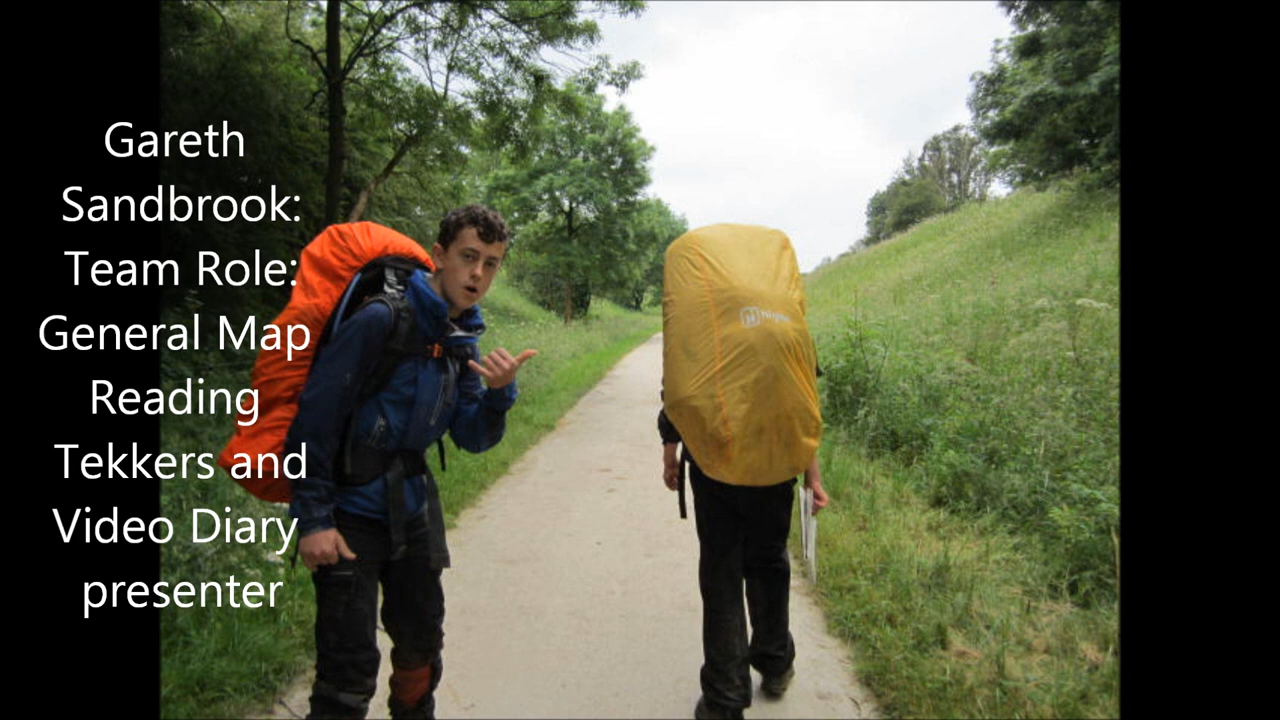 Gareth
Sandbrook:
Team Role:
General Map
Reading
Tekkers and
Video Diary
presenter